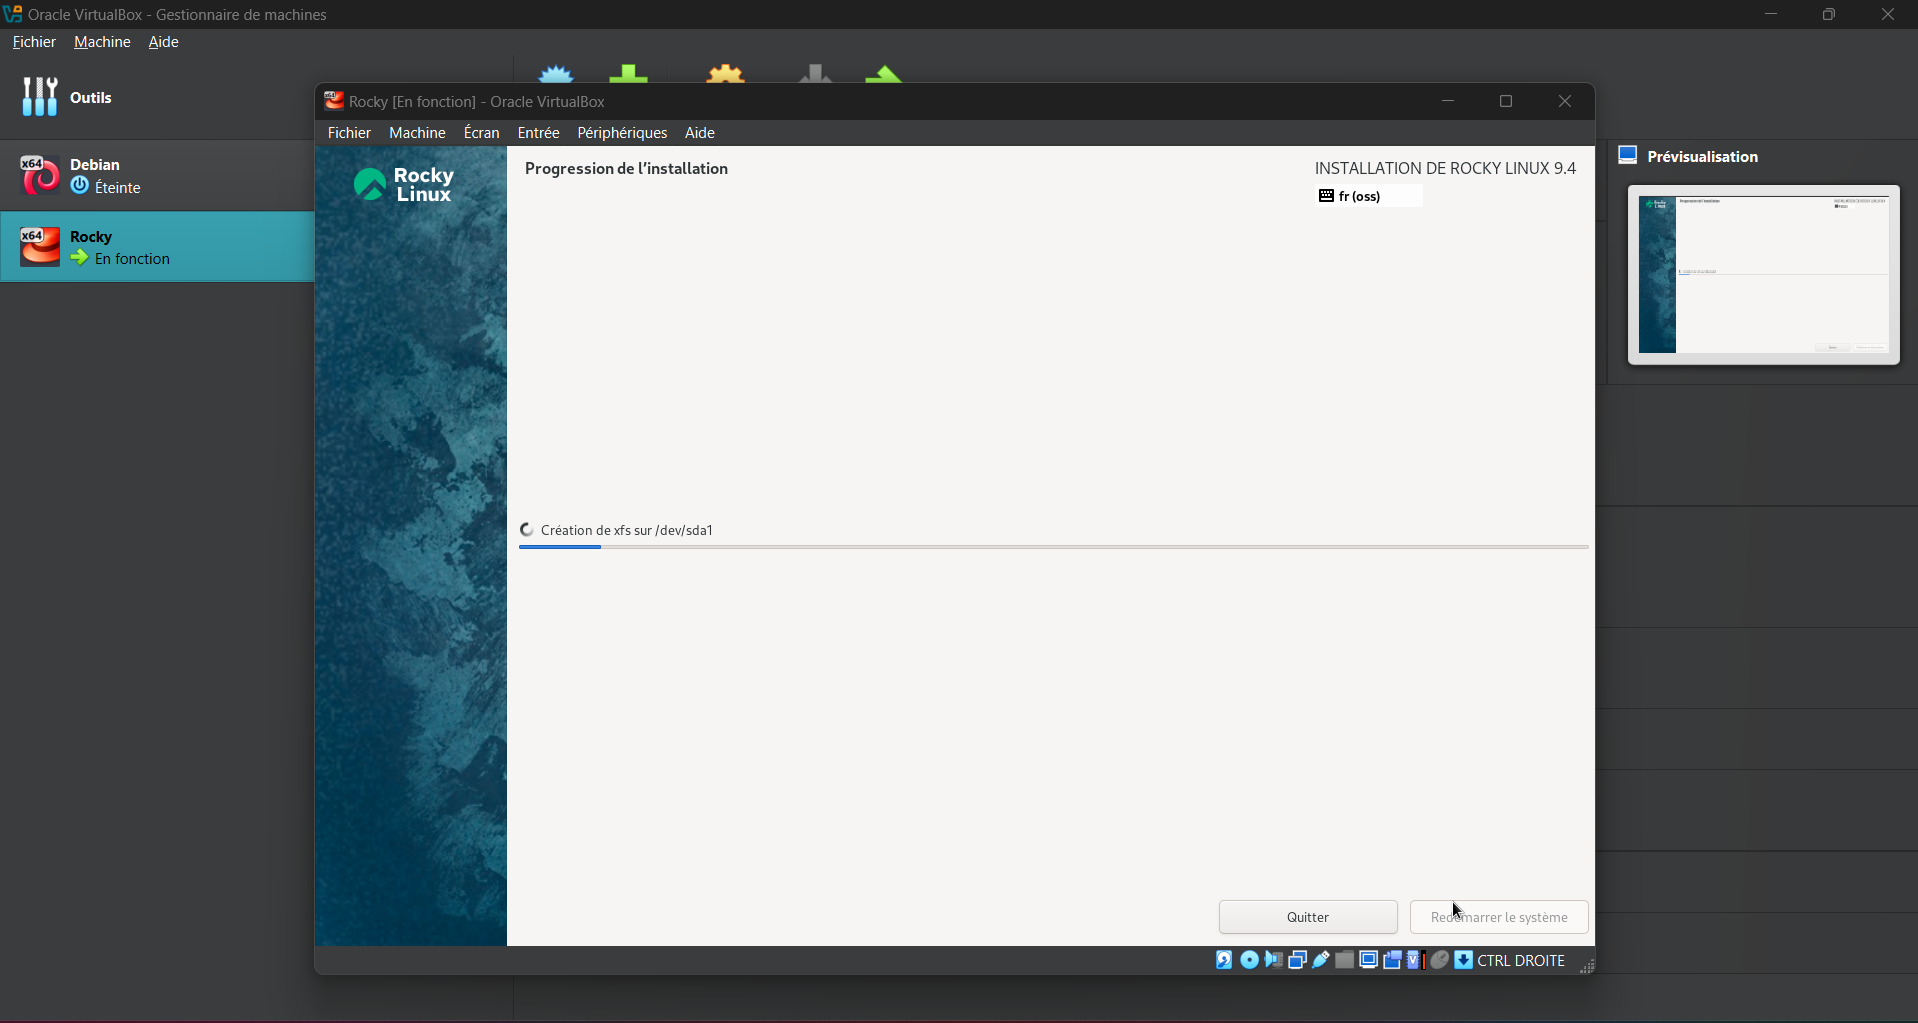 Oracle VirtualBox - Gestionnaire de machines
Fichier Machine Aide
Outils
x64 Debian
Éteinte
x64 Rocky
En fonction
Rocky [En fonction] - Oracle VirtualBox
Fichier Machine Écran Entrée Périphériques Aide
Rocky
Linux
Progression de l'installation
INSTALLATION DE ROCKY LINUX 9.4
fr (oss)
Création de xfs sur /dev/sda1
Quitter
Redémarrer le système
CTRL DROITE
Prévisualisation